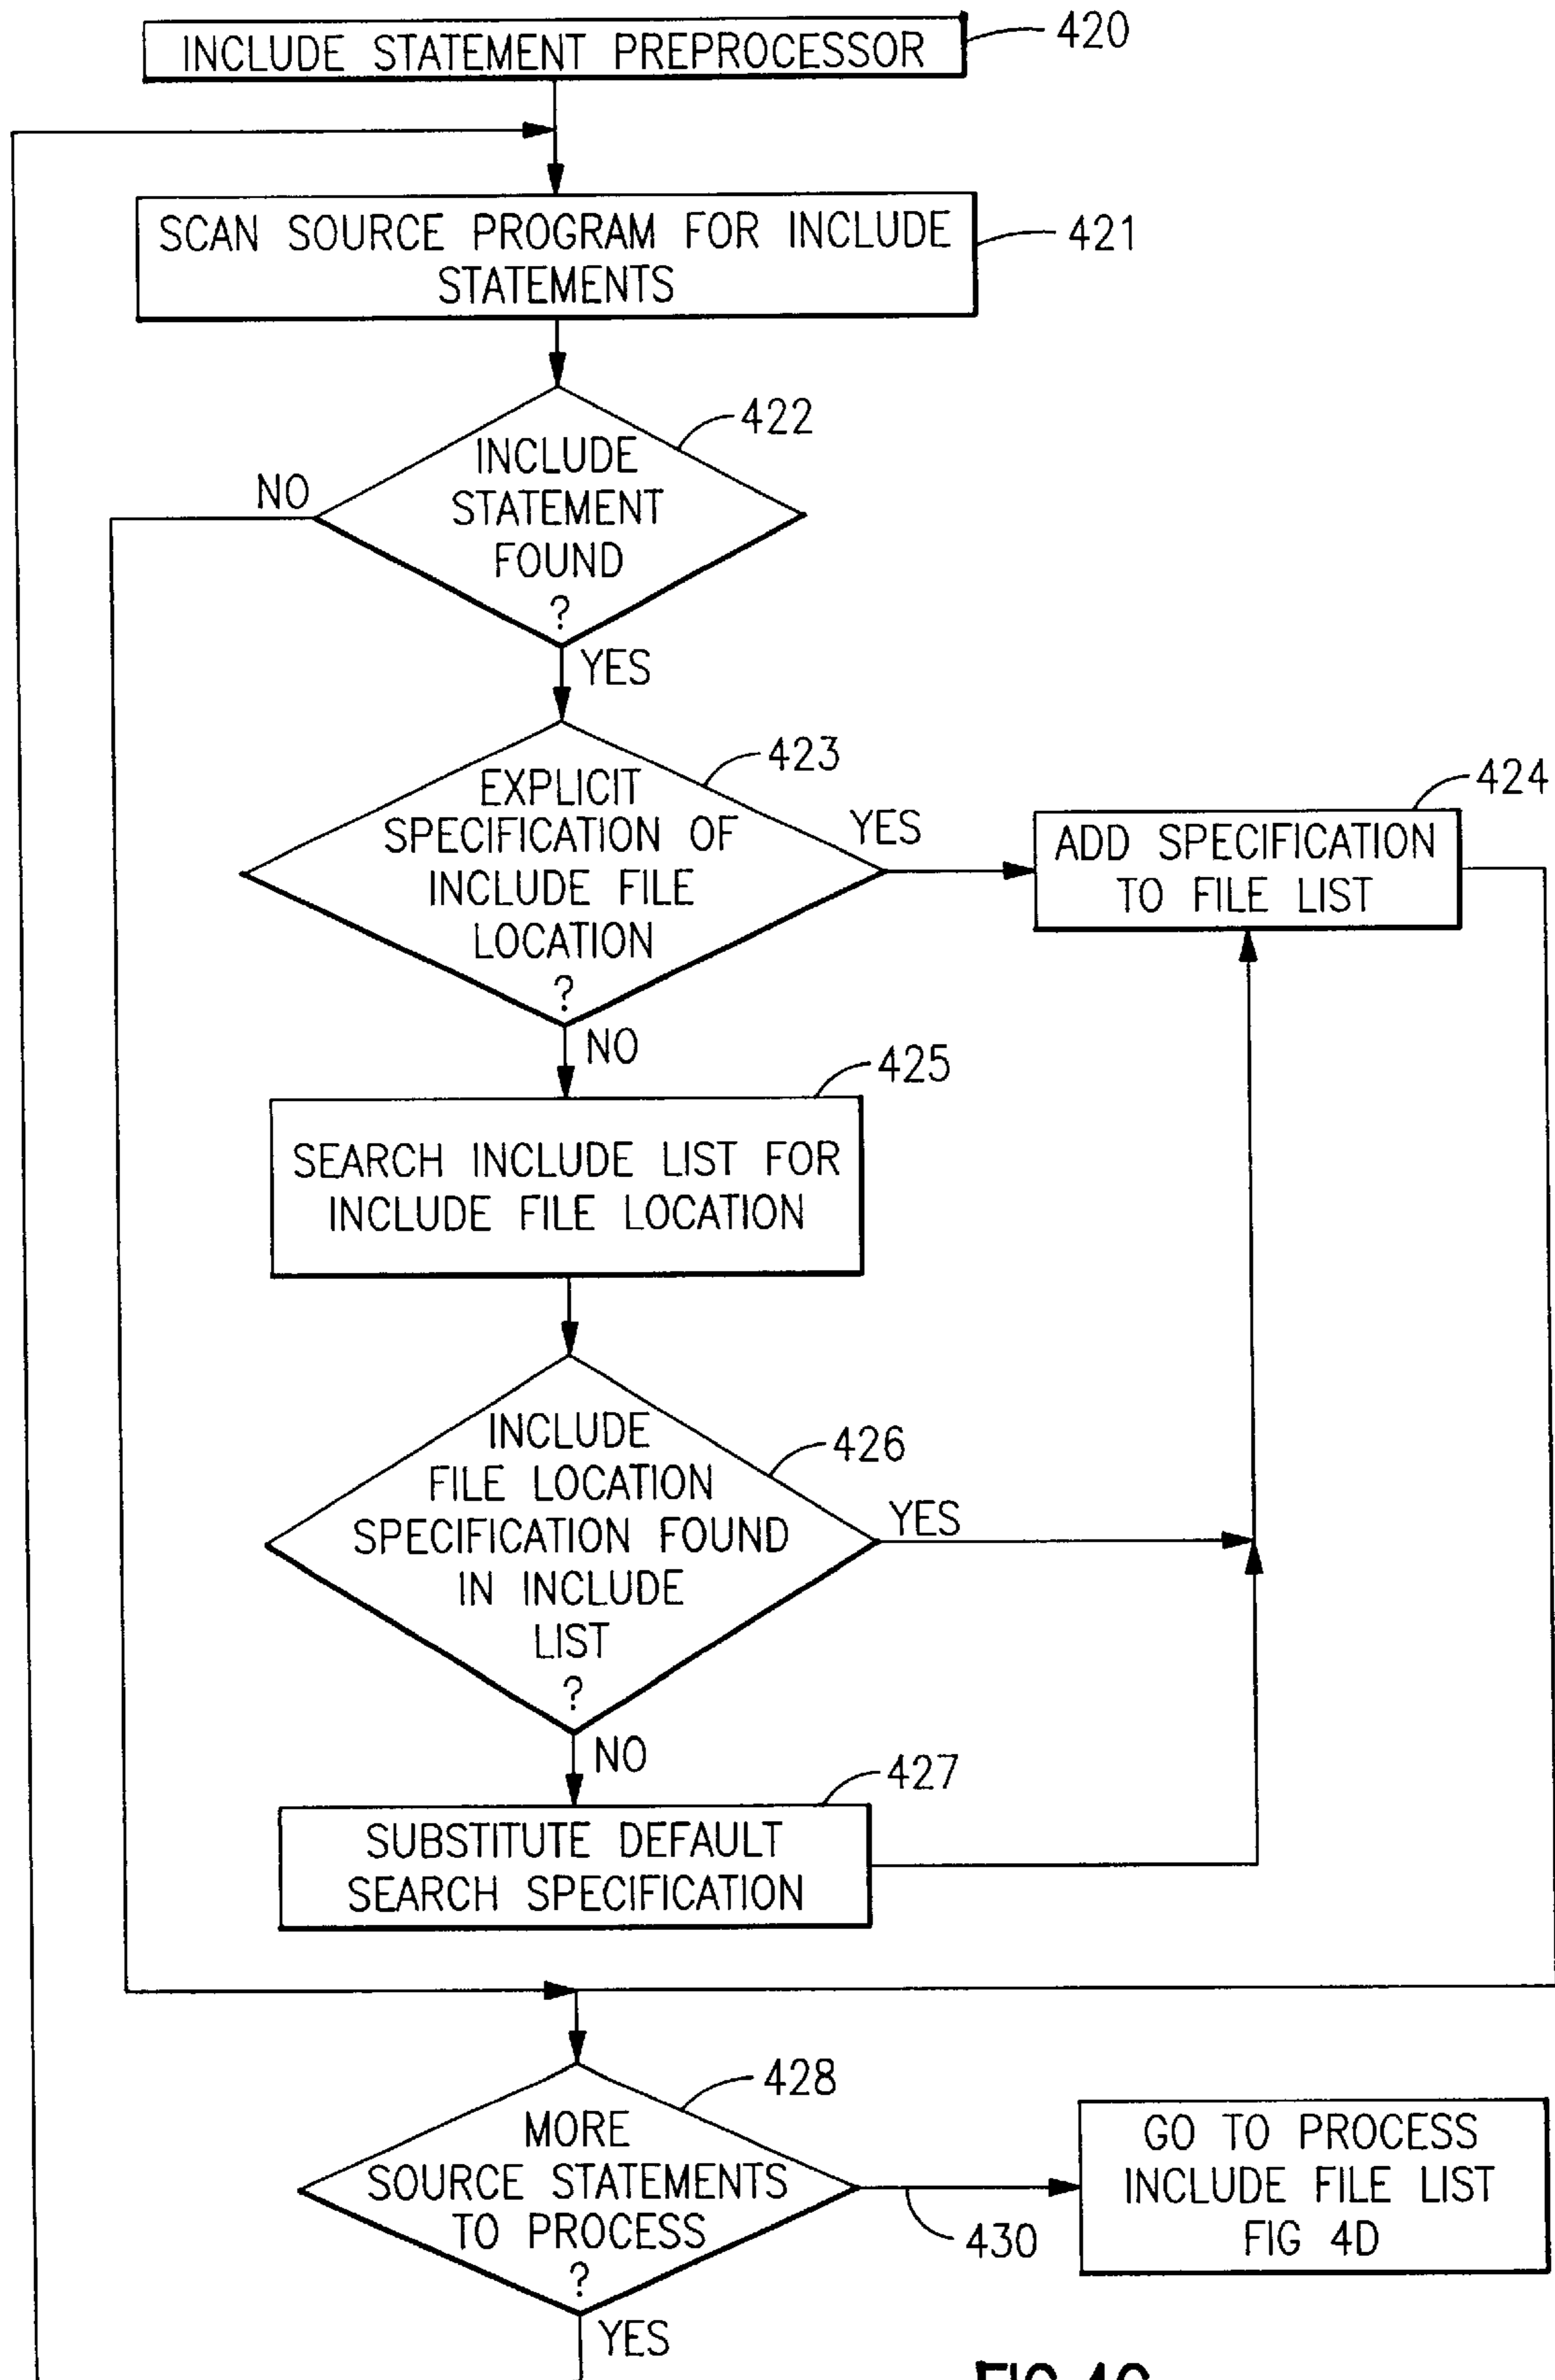 INCLUDE STATEMENT PREPROCESSOR
420
SCAN SOURCE PROGRAM FOR INCLUDE
STATEMENTS
421
422
INCLUDE
STATEMENT
FOUND
?
NO
YES
423
EXPLICIT
SPECIFICATION OF
INCLUDE FILE
LOCATION
?
YES
424
ADD SPECIFICATION
TO FILE LIST
NO
425
SEARCH INCLUDE LIST FOR
INCLUDE FILE LOCATION
426
INCLUDE
FILE LOCATION
SPECIFICATION FOUND
IN INCLUDE
LIST
?
YES
NO
427
SUBSTITUTE DEFAULT
SEARCH SPECIFICATION
428
MORE
SOURCE STATEMENTS
TO PROCESS
?
430
GO TO PROCESS
INCLUDE FILE LIST
FIG 4D
YES